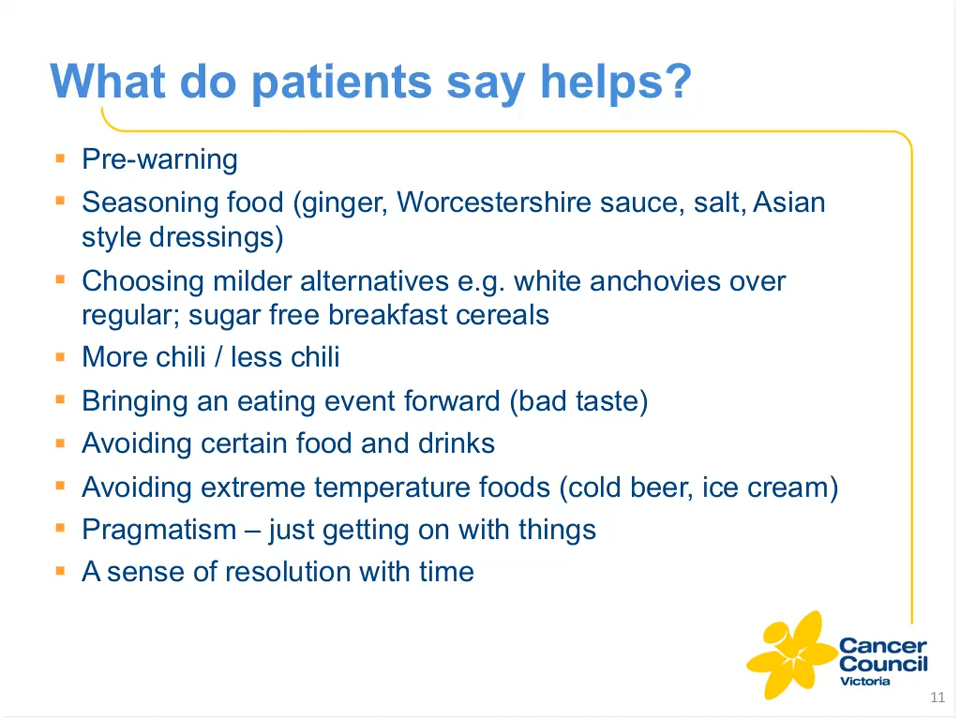 What do patients say helps?
▪ Pre-warning
▪ Seasoning food (ginger, Worcestershire sauce, salt, Asian
style dressings)
▪ Choosing milder alternatives e.g. white anchovies over
regular; sugar free breakfast cereals
▪ More chili / less chili
▪ Bringing an eating event forward (bad taste)
▪ Avoiding certain food and drinks
▪ Avoiding extreme temperature foods (cold beer, ice cream)
▪ Pragmatism – just getting on with things
▪ A sense of resolution with time
Cancer
Council
Victoria
11